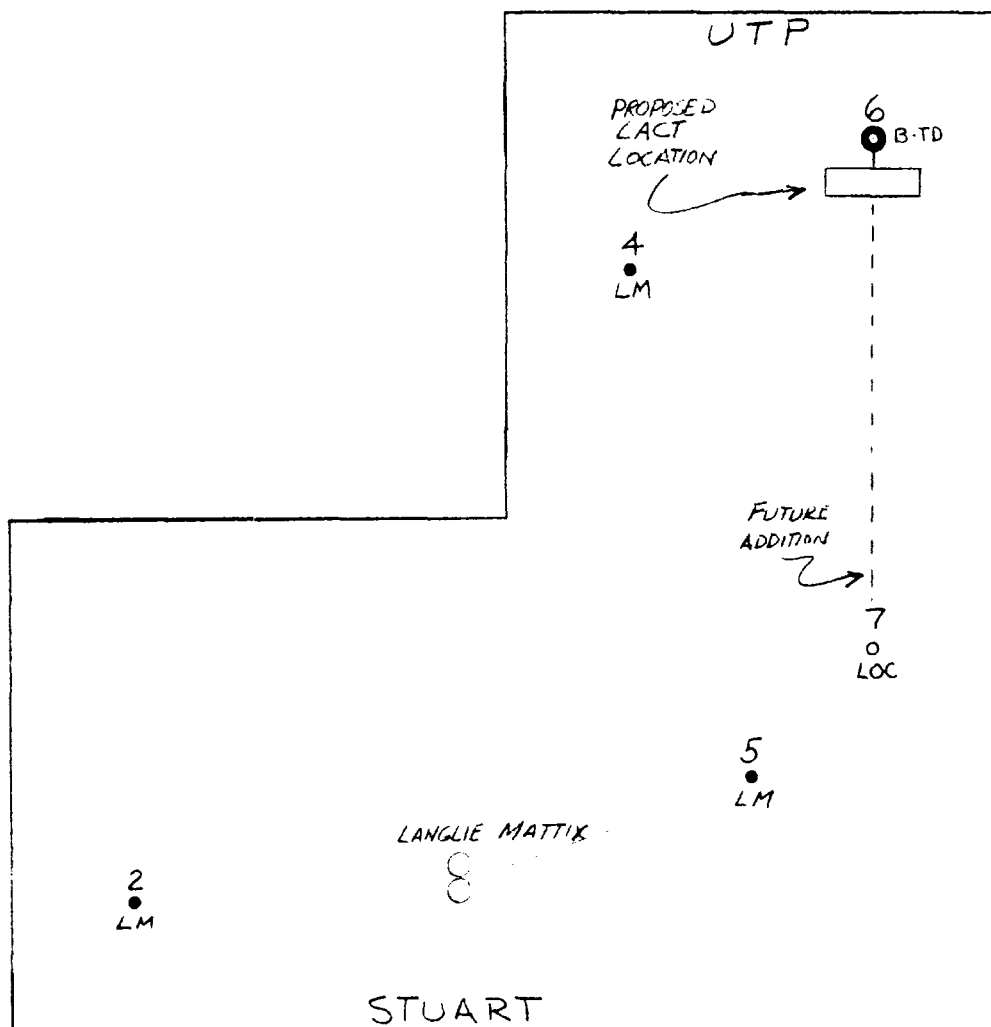 UTP
PROPOSED
LACT
LOCATION
6
B-TD
4
LM
FUTURE
ADDITION
7
LOC
5
LM
LANGLIE MATTIX
2
LM
STUART